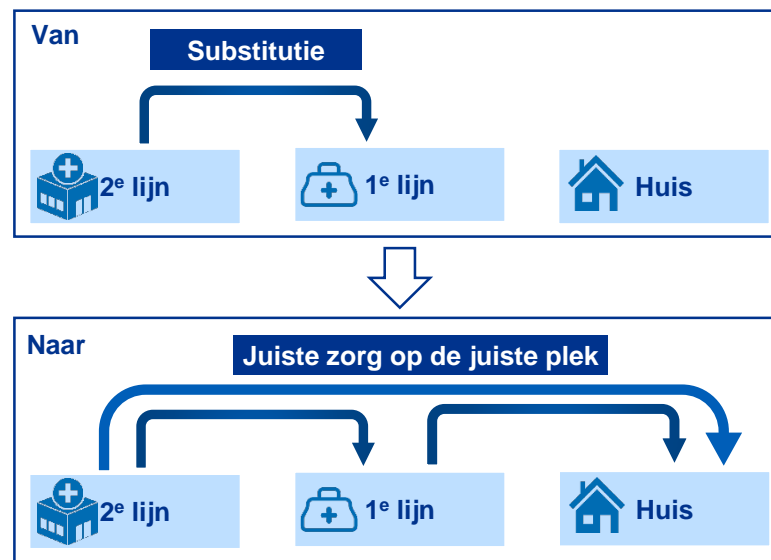 Van
Substitutie
2e lijn
1e lijn
Huis
Naar
Juiste zorg op de juiste plek
2e lijn
1e lijn
Huis